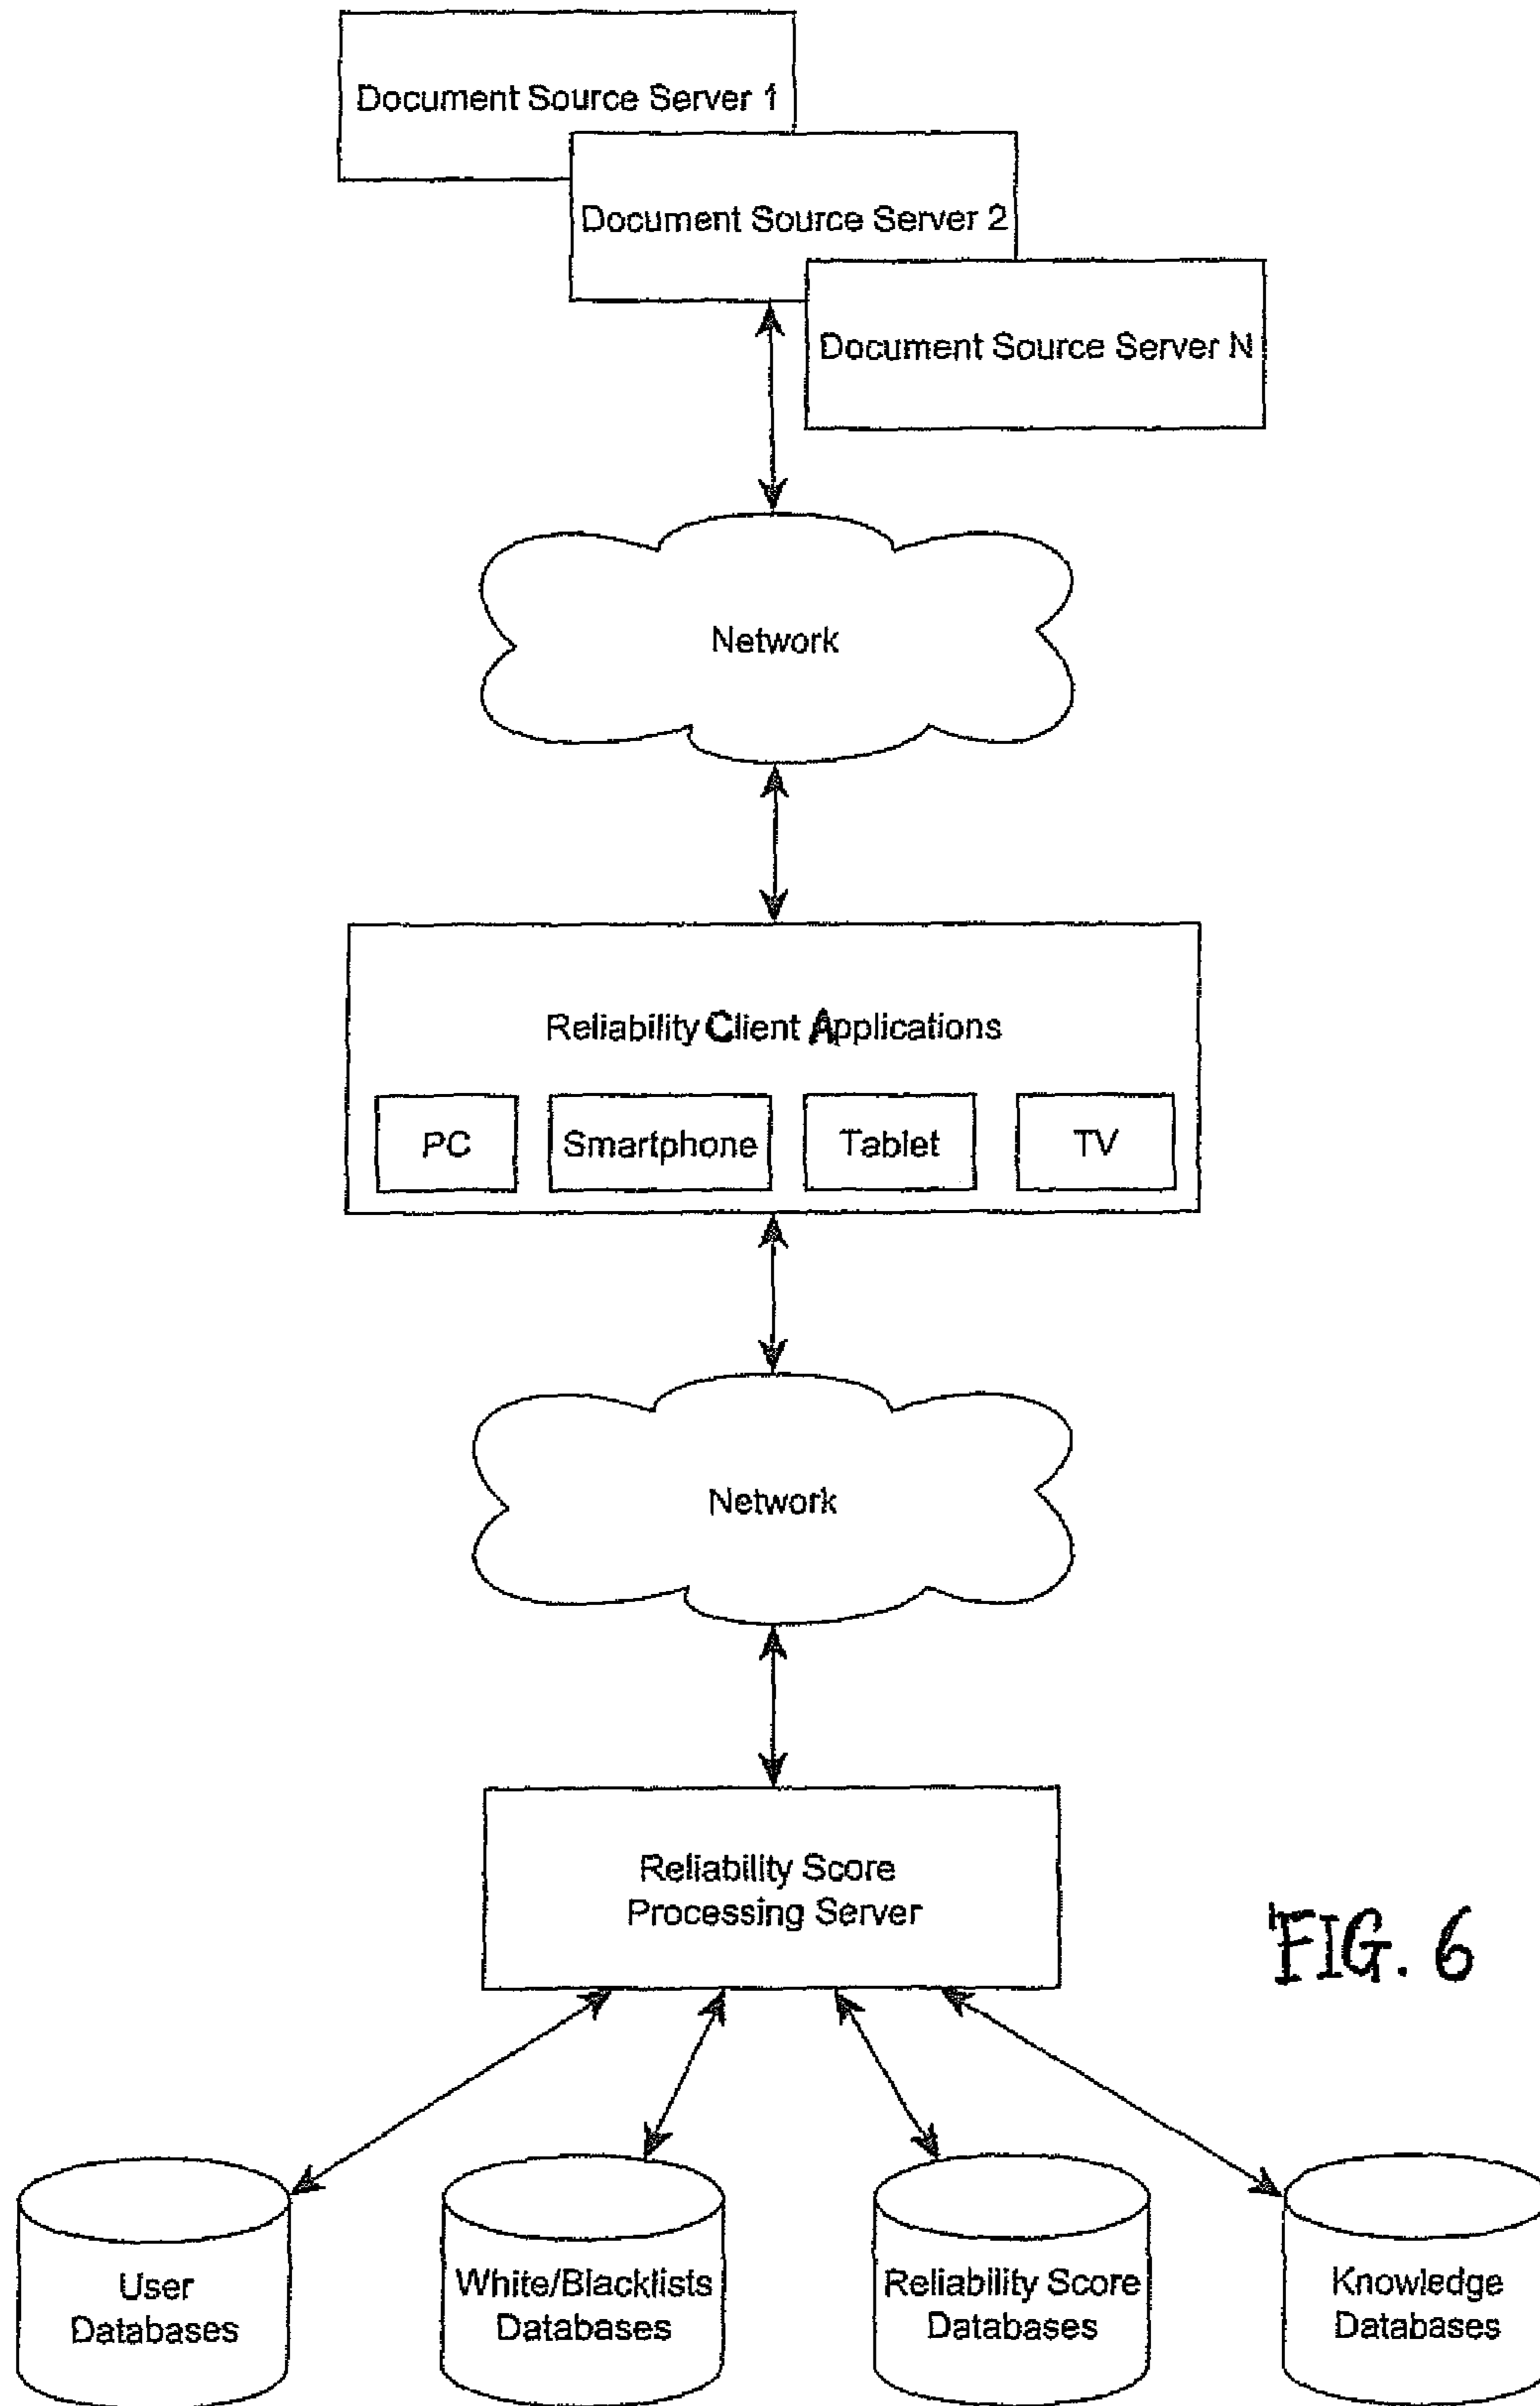 Document Source Server 1
Document Source Server 2
Document Source Server N
Network
Reliability Client Applications
PC
Smartphone
Tablet
TV
Network
Reliability Score
Processing Server
FIG. 6
User
Databases
White/Blacklists
Databases
Reliability Score
Databases
Knowledge
Databases